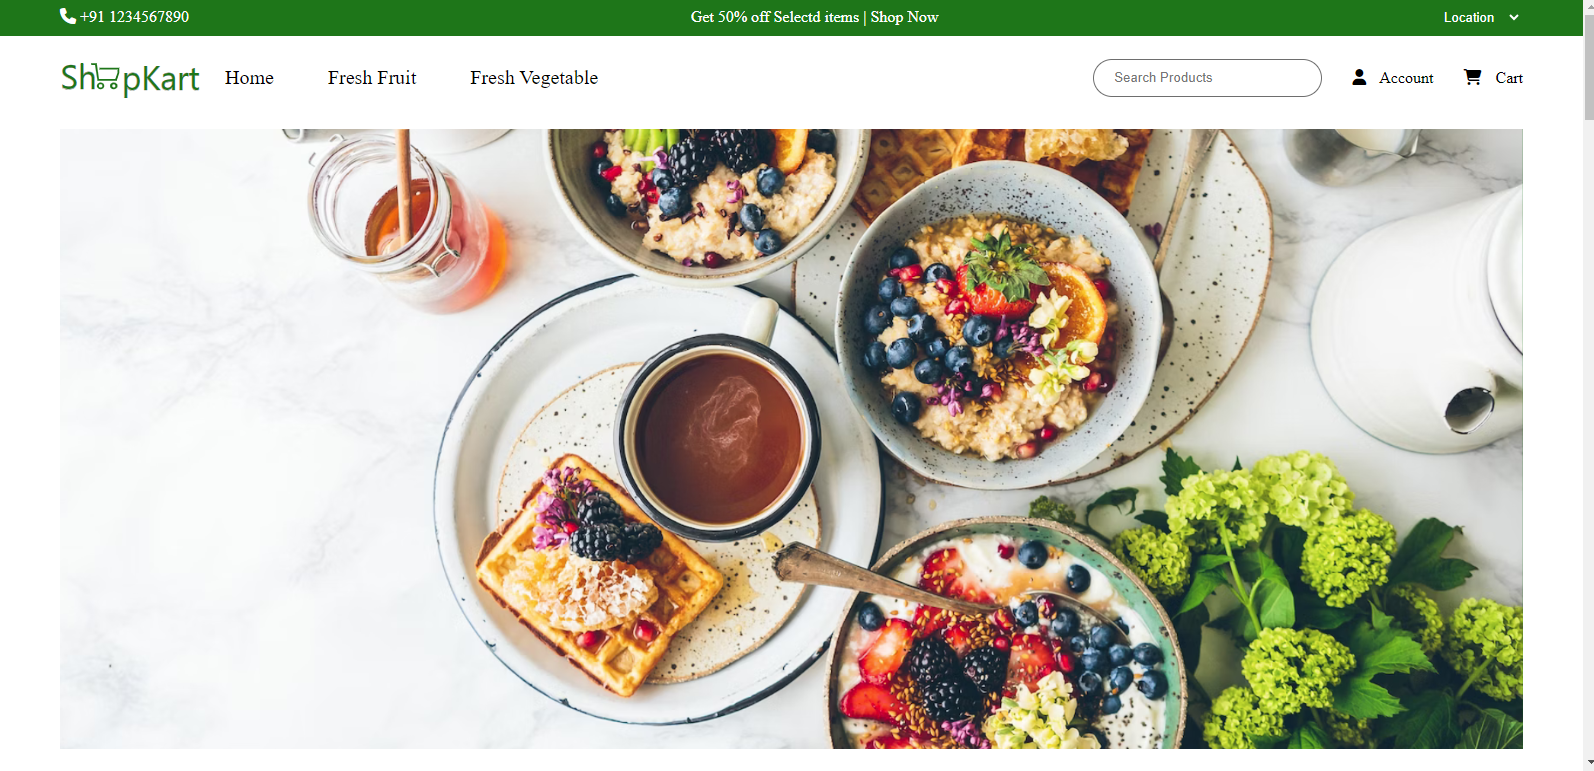 +91 1234567890
Get 50% off Selectd items | Shop Now
Location
ShopKart
Home
Fresh Fruit
Fresh Vegetable
Search Products
Account
Cart